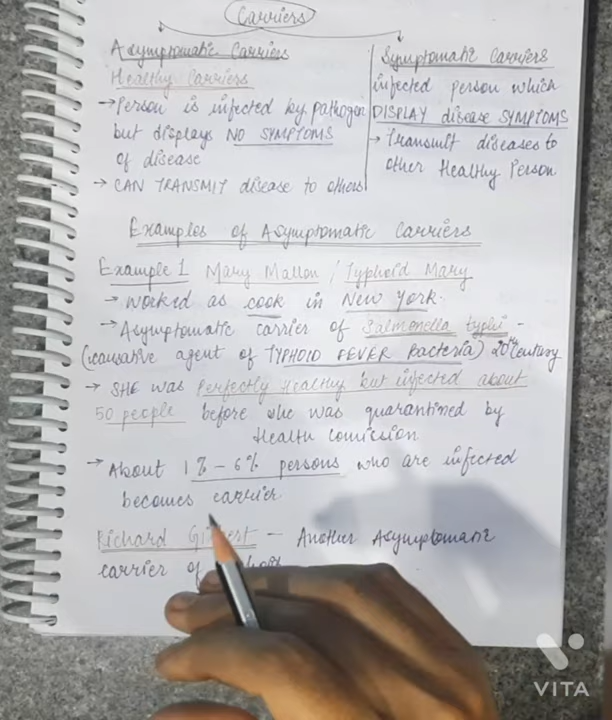 Carriers
Asymptomatic Carriers
Healthy Carriers
→ Person is infected by pathogen
but displays NO SYMPTOMS
of disease
→ CAN TRANSMIT disease to others
Symptomatic Carriers
infected person which
DISPLAY disease SYMPTOMS
→ Transmit diseases to
other Healthy Person
Examples of Asymptomatic Carriers
Example 1 Mary Mallon / Typhoid Mary
→ Worked as cook in New York.
→ Asymptomatic carrier of Salmonella typhi -
(causative agent of TYPHOID FEVER Bacteria) 20th century
→ SHE was Perfectly Healthy but infected about
50 people before she was quarantined by
Health comission
→ About 1% - 6% persons who are infected
becomes carrier
Richard - Another Asymptomatic
carrier of
VITA